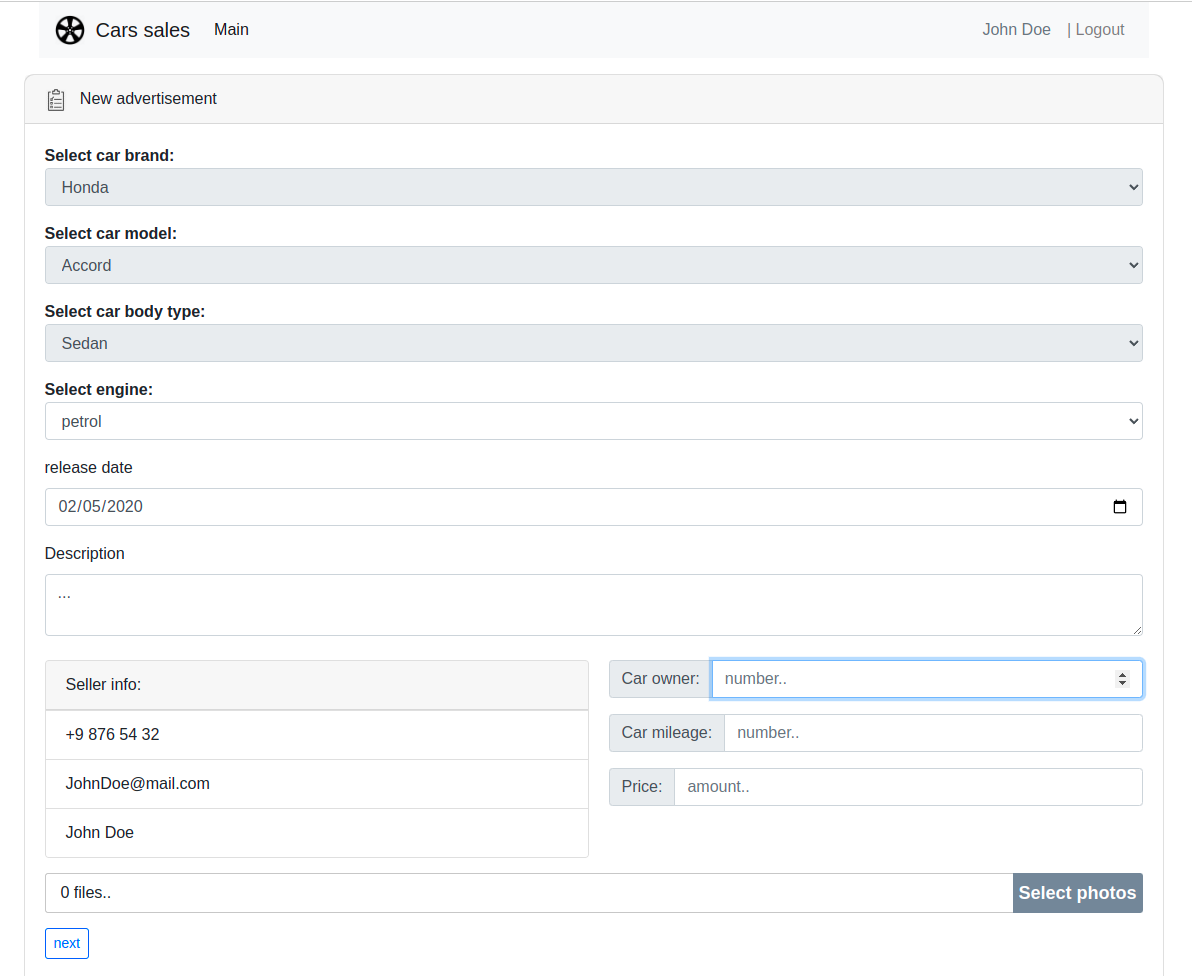 Cars sales Main John Doe | Logout
New advertisement
Select car brand:
Honda
Select car model:
Accord
Select car body type:
Sedan
Select engine:
petrol
release date
02/05/2020
Description
...
Seller info:
+9 876 54 32
JohnDoe@mail.com
John Doe
Car owner: number..
Car mileage: number..
Price: amount..
0 files.. Select photos
next